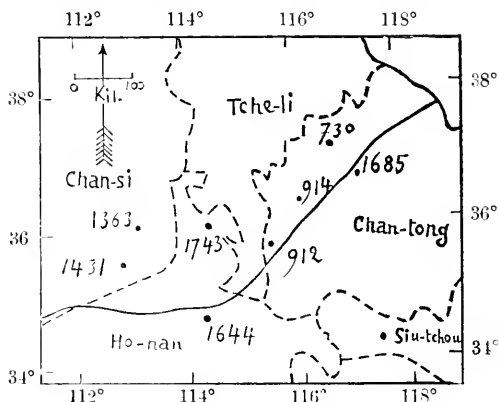 112° 114° 116° 118°
0 100
Kil.
38° 38°
Tche-li
730
1685
Chan-si
914
1363
Chan-tong
36° 36°
1743
912
1431
1644
Ho-nan
Siu-tchou
34° 34°
112° 114° 116° 118°